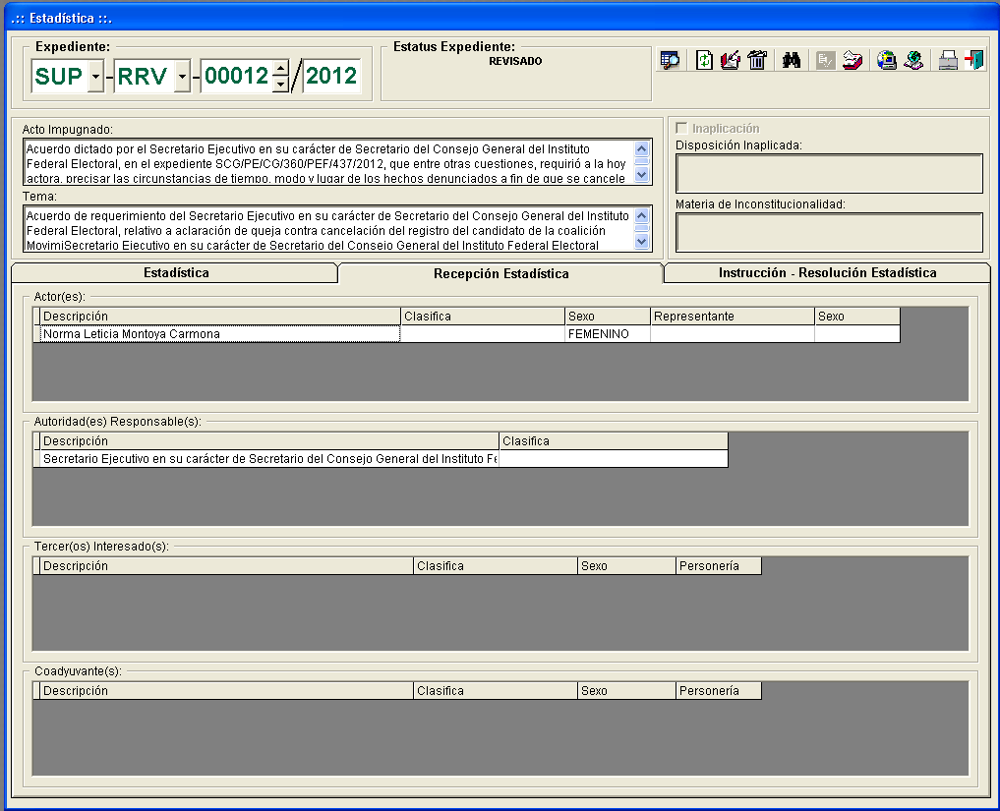 .:: Estadística ::.
Expediente:
SUP-RRV-00012/2012
Estatus Expediente:
REVISADO
Acto Impugnado:
Acuerdo dictado por el Secretario Ejecutivo en su carácter de Secretario del Consejo General del Instituto
Federal Electoral, en el expediente SCG/PE/CG/360/PEF/437/2012, que entre otras cuestiones, requirió a la hoy
actora, precisar las circunstancias de tiempo, modo y lugar de los hechos denunciados a fin de que se cancele
Tema:
Acuerdo de requerimiento del Secretario Ejecutivo en su carácter de Secretario del Consejo General del Instituto
Federal Electoral, relativo a aclaración de queja contra cancelación del registro del candidato de la coalición
MovimiSecretario Ejecutivo en su carácter de Secretario del Consejo General del Instituto Federal Electoral
Inaplicación
Disposición Inaplicada:
Materia de Inconstitucionalidad:
Estadística
Recepción Estadística
Instrucción - Resolución Estadística
Actor(es):
Descripción Clasifica Sexo Representante Sexo
Norma Leticia Montoya Carmona FEMENINO
Autoridad(es) Responsable(s):
Descripción Clasifica
Secretario Ejecutivo en su carácter de Secretario del Consejo General del Instituto Fe
Tercer(os) Interesado(s):
Descripción Clasifica Sexo Personería
Coadyuvante(s):
Descripción Clasifica Sexo Personería